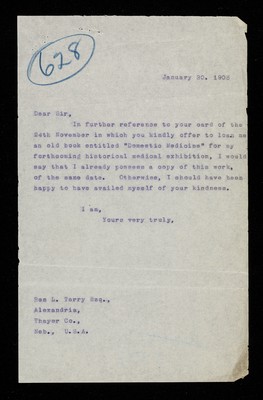 628
January 20. 1905
Dear Sir,
In further reference to your card of the
24th November in which you kindly offer to loan me
an old book entitled "Domestic Medicine" for my
forthcoming historical medical exhibition, I would
say that I already possess a copy of this work,
of the same date. Otherwise, I should have been
happy to have availed myself of your kindness.
I am,
Yours very truly,
L. Terry Esq.,
Alexandria,
Thayer Co.,
Neb., U.S.A.